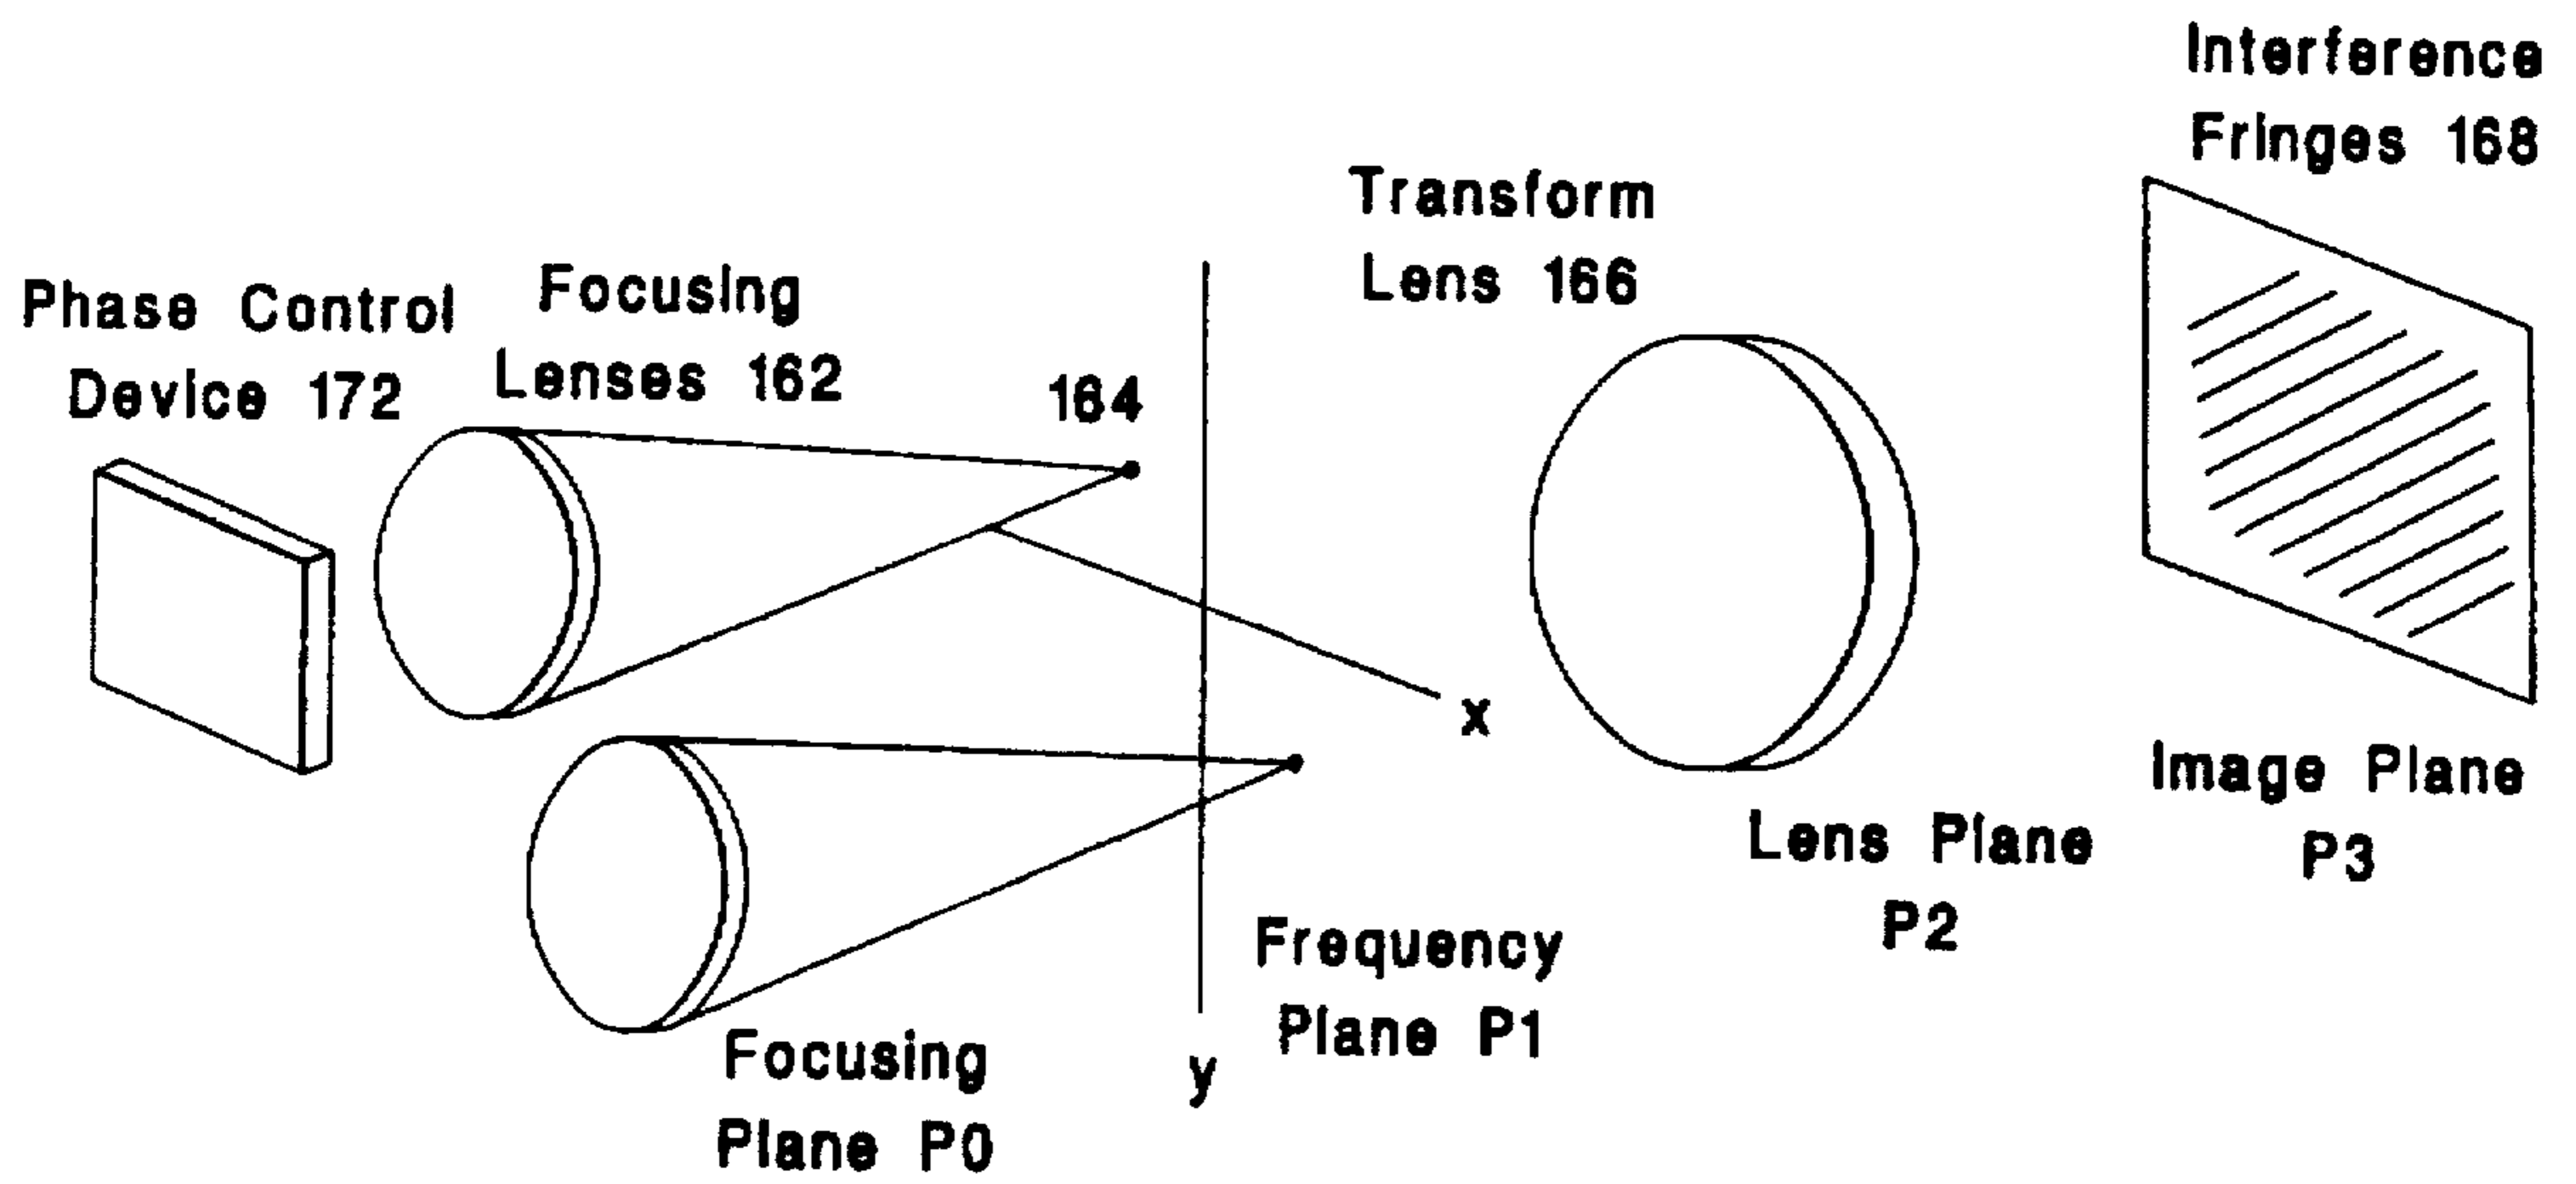 Interference
Fringes 168
Transform
Lens 166
Phase Control
Device 172
Focusing
Lenses 162
164
x
Image Plane
P3
Lens Plane
P2
Frequency
Plane P1
Focusing
Plane P0
y